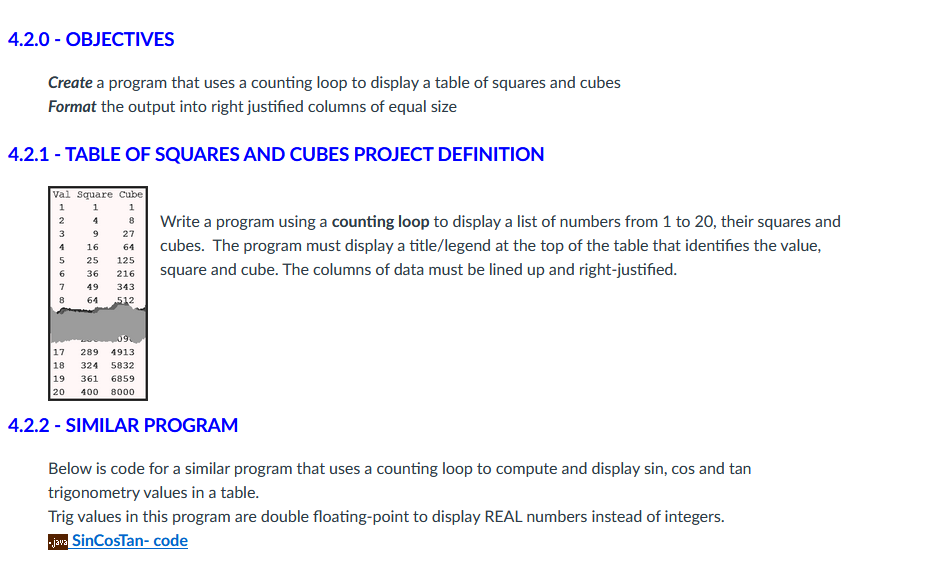 4.2.0 - OBJECTIVES
Create a program that uses a counting loop to display a table of squares and cubes
Format the output into right justified columns of equal size
4.2.1 - TABLE OF SQUARES AND CUBES PROJECT DEFINITION
Val Square Cube
1 1 1
2 4 8
3 9 27
4 16 64
5 25 125
6 36 216
7 49 343
8 64 512
17 289 4913
18 324 5832
19 361 6859
20 400 8000
Write a program using a counting loop to display a list of numbers from 1 to 20, their squares and
cubes. The program must display a title/legend at the top of the table that identifies the value,
square and cube. The columns of data must be lined up and right-justified.
4.2.2 - SIMILAR PROGRAM
Below is code for a similar program that uses a counting loop to compute and display sin, cos and tan
trigonometry values in a table.
Trig values in this program are double floating-point to display REAL numbers instead of integers.
.java SinCosTan- code